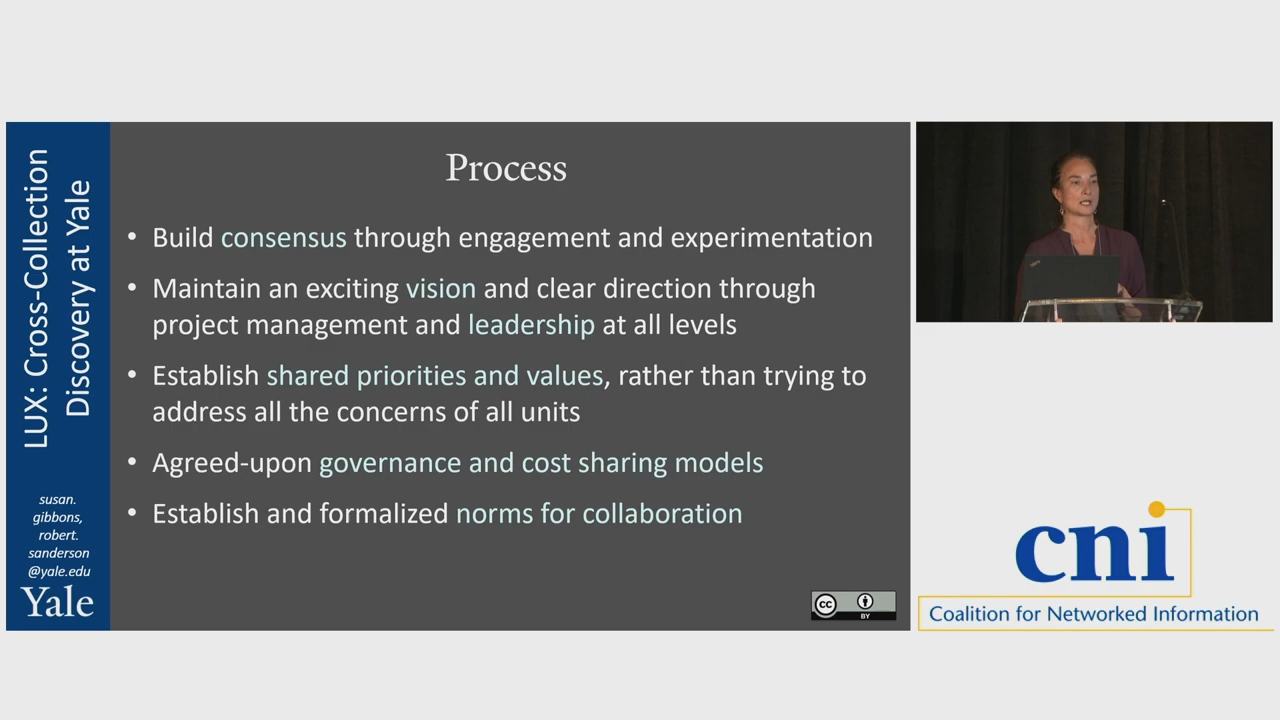 LUX: Cross-Collection
Discovery at Yale
susan.
gibbons,
robert.
sanderson
@yale.edu
Yale
Process
• Build consensus through engagement and experimentation
• Maintain an exciting vision and clear direction through
project management and leadership at all levels
• Establish shared priorities and values, rather than trying to
address all the concerns of all units
• Agreed-upon governance and cost sharing models
• Establish and formalized norms for collaboration
cc
BY
cni
Coalition for Networked Information